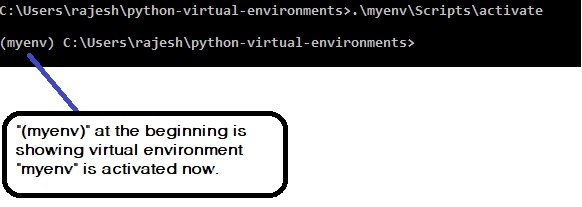 C:\Users\rajesh\python-virtual-environments>.\myenv\Scripts\activate
(myenv) C:\Users\rajesh\python-virtual-environments>
"(myenv)" at the beginning is
showing virtual environment
"myenv" is activated now.